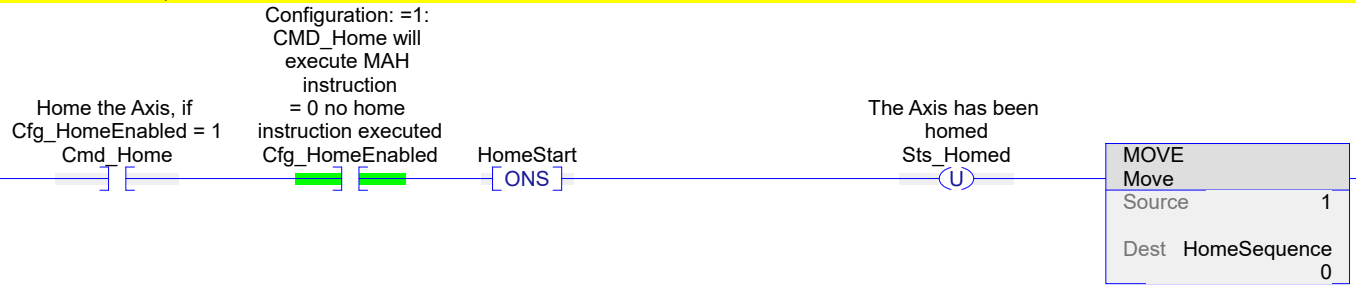 Configuration: =1:
CMD_Home will
execute MAH
instruction
= 0 no home
instruction executed
Cfg_HomeEnabled
Home the Axis, if
Cfg_HomeEnabled = 1
Cmd_Home
HomeStart
ONS
The Axis has been
homed
Sts_Homed
U
MOVE
Move
Source 1
Dest HomeSequence
0